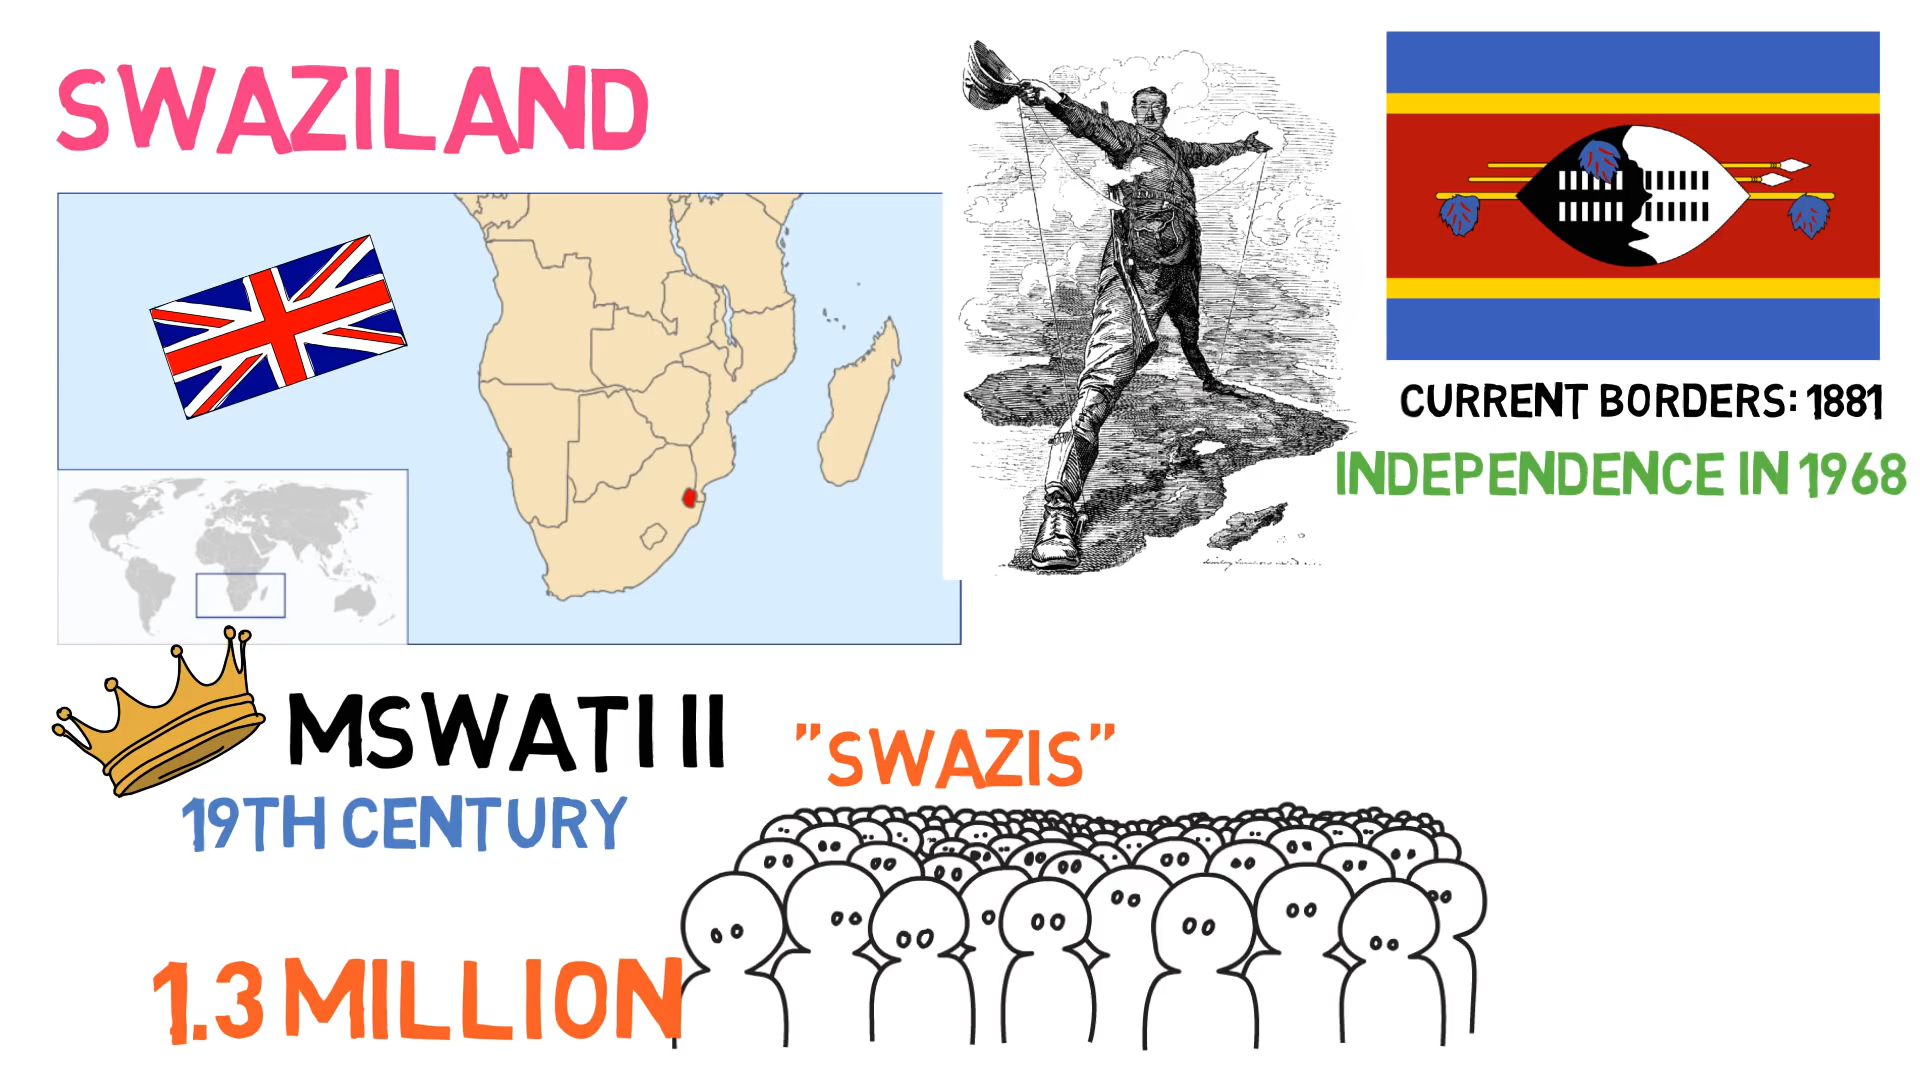 SWAZILAND
CURRENT BORDERS: 1881
INDEPENDENCE IN 1968
MSWATI II
19TH CENTURY
"SWAZIS"
1.3 MILLION